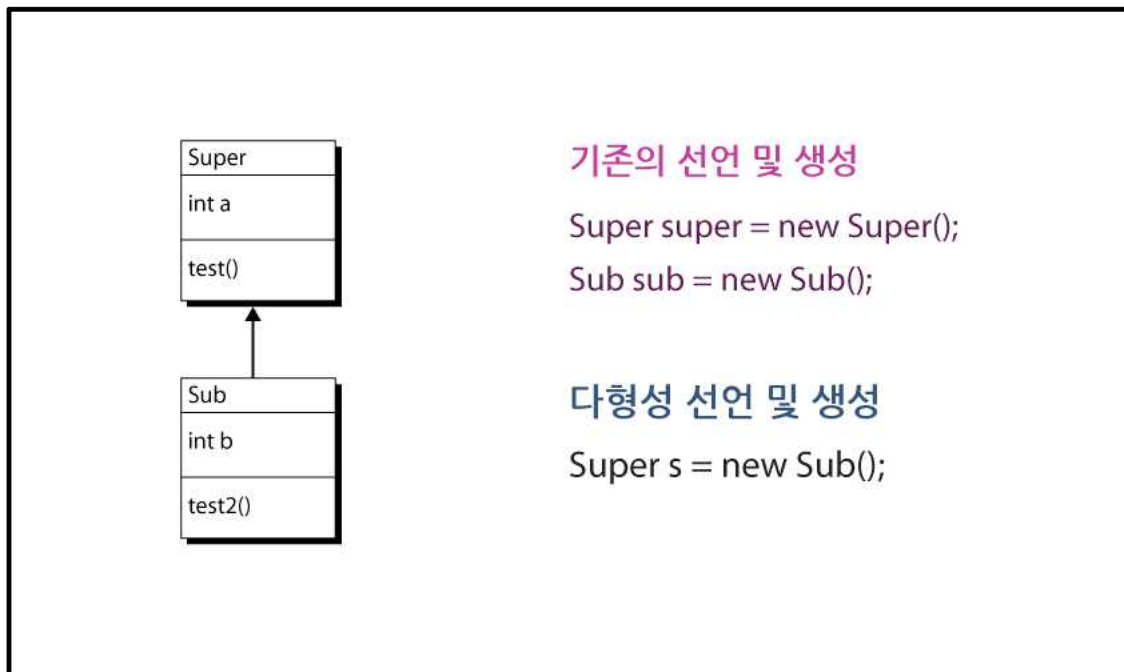 Super
int a
test()
Sub
int b
test2()
기존의 선언 및 생성
Super super = new Super();
Sub sub = new Sub();
다형성 선언 및 생성
Super s = new Sub();